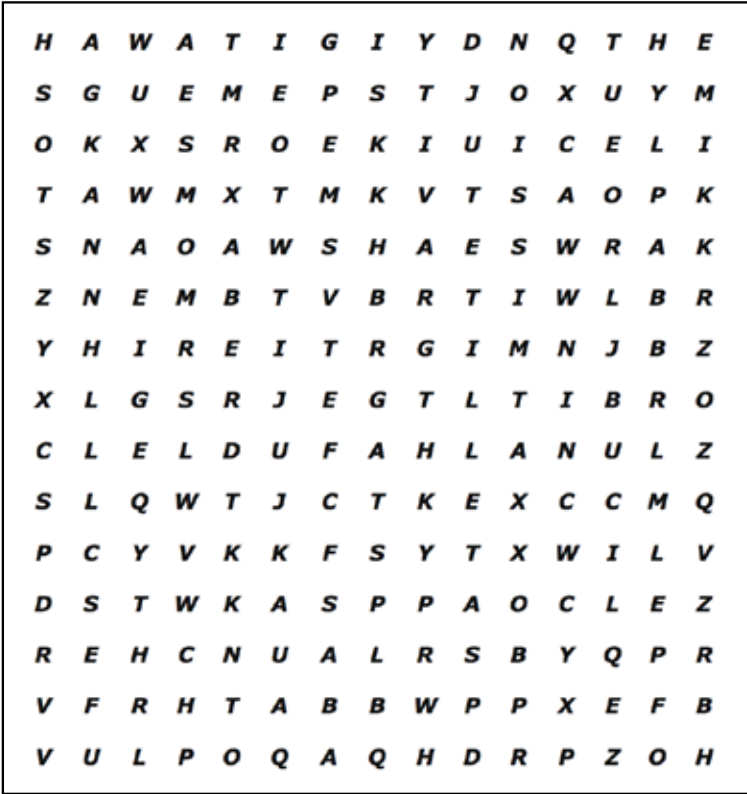 H A W A T I G I Y D N Q T H E
S G U E M E P S T J O X U Y M
O K X S R O E K I U I C E L I
T A W M X T M K V T S A O P K
S N A O A W S H A E S W R A K
Z N E M B T V B R T I W L B R
Y H I R E I T R G I M N J B Z
X L G S R J E G T L T I B R O
C L E L D U F A H L A N U L Z
S L Q W T J C T K E X C C M Q
P C Y V K K F S Y T X W I L V
D S T W K A S P P A O C L E Z
R E H C N U A L R S B Y Q P R
V F R H T A B B W P P X E F B
V U L P O Q A Q H D R P Z O H